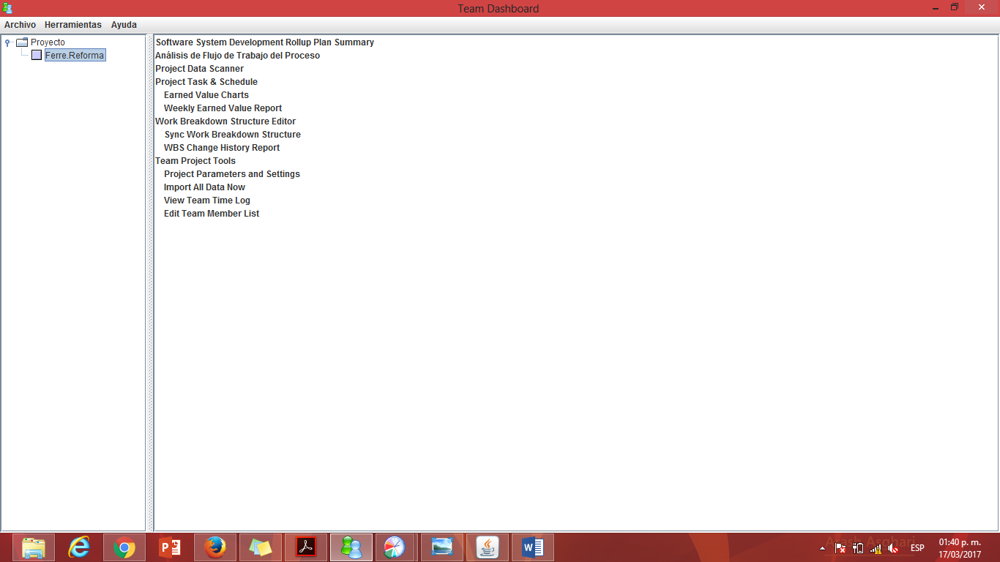 Team Dashboard
Archivo Herramientas Ayuda
Proyecto
Ferre.Reforma
Software System Development Rollup Plan Summary
Análisis de Flujo de Trabajo del Proceso
Project Data Scanner
Project Task & Schedule
Earned Value Charts
Weekly Earned Value Report
Work Breakdown Structure Editor
Sync Work Breakdown Structure
WBS Change History Report
Team Project Tools
Project Parameters and Settings
Import All Data Now
View Team Time Log
Edit Team Member List
Arash Asghari
ESP
01:40 p. m.
17/03/2017